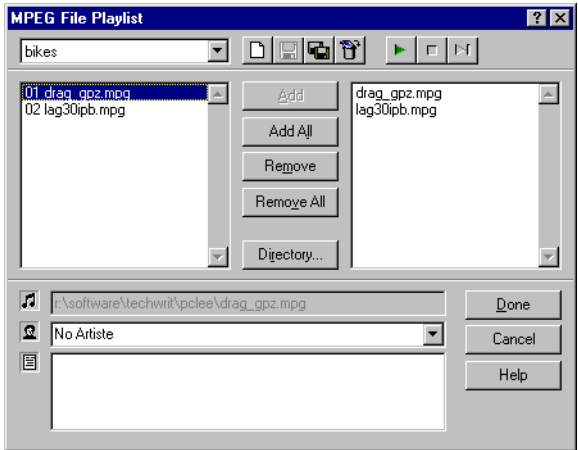 MPEG File Playlist
bikes
01 drag_gpz.mpg
02 lag30ipb.mpg
Add
Add All
Remove
Remove All
Directory...
drag_gpz.mpg
lag30ipb.mpg
r:\software\techwrit\pclee\drag_gpz.mpg
No Artiste
Done
Cancel
Help